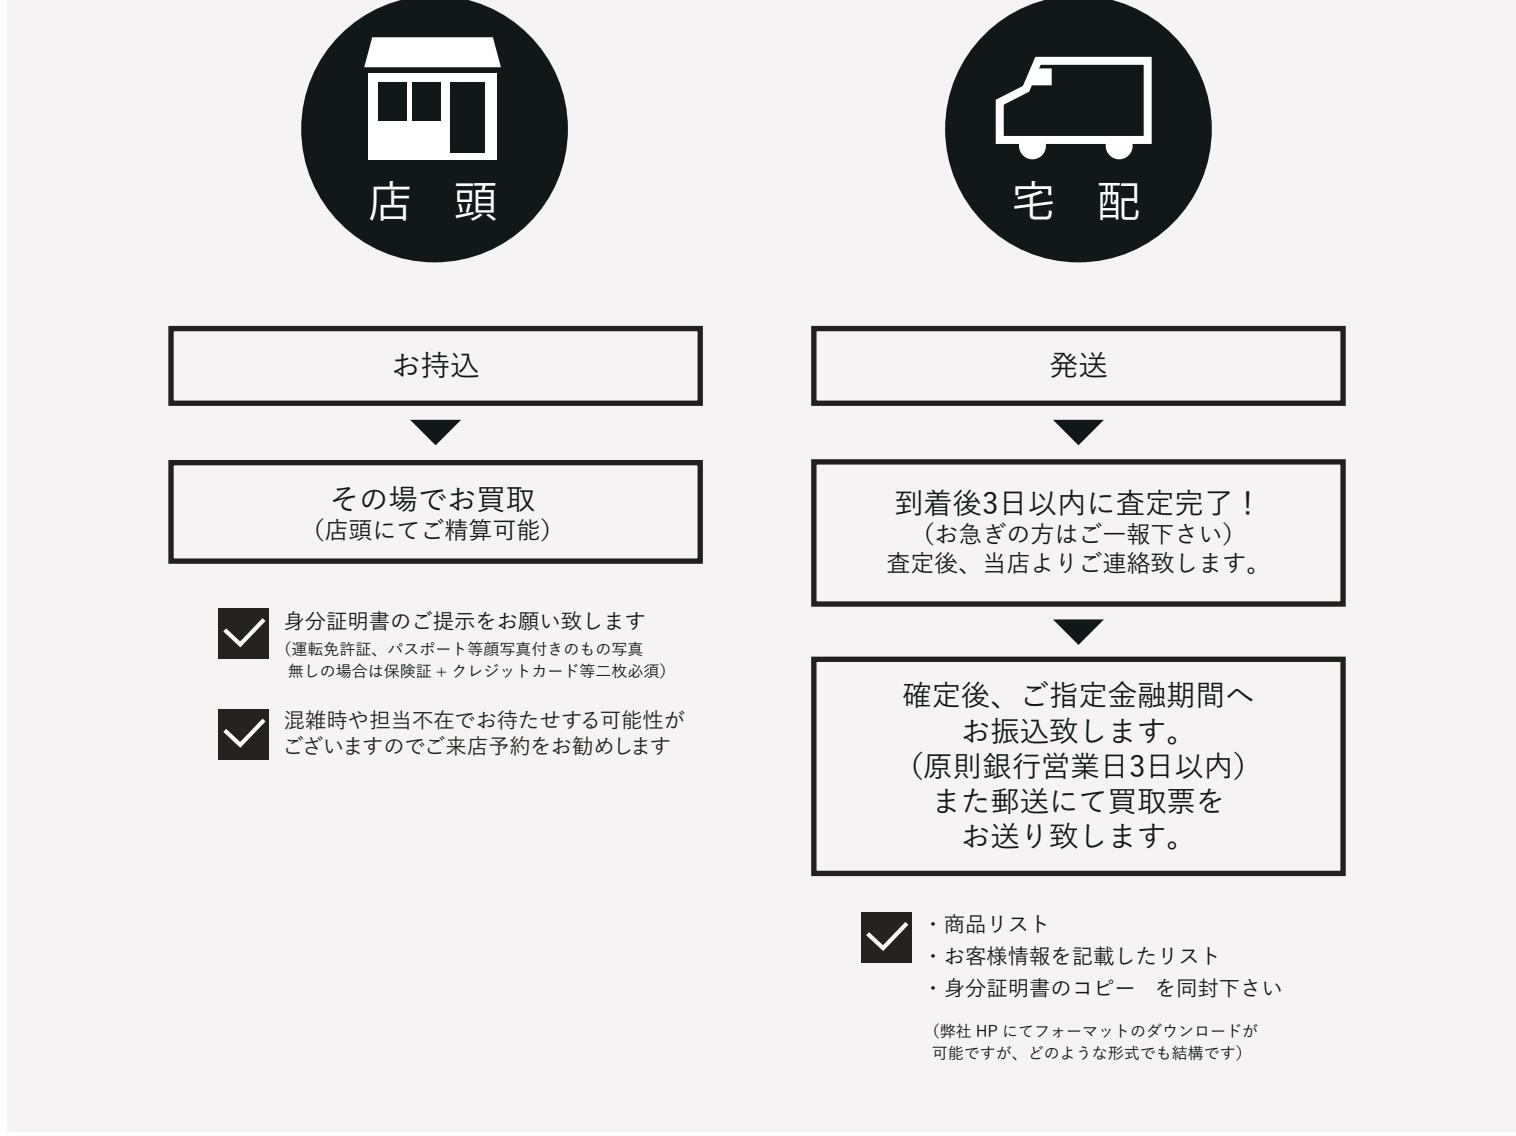 店　頭
お持込
その場でお買取
（店頭にてご精算可能）
身分証明書のご提示をお願い致します
（運転免許証、パスポート等顔写真付きのもの写真
無しの場合は保険証 + クレジットカード等二枚必須）
混雑時や担当不在でお待たせする可能性が
ございますのでご来店予約をお勧めします
宅　配
発送
到着後3日以内に査定完了！
（お急ぎの方はご一報下さい）
査定後、当店よりご連絡致します。
確定後、ご指定金融期間へ
お振込致します。
（原則銀行営業日3日以内）
また郵送にて買取票を
お送り致します。
・商品リスト
・お客様情報を記載したリスト
・身分証明書のコピー　を同封下さい
（弊社 HP にてフォーマットのダウンロードが
可能ですが、どのような形式でも結構です）